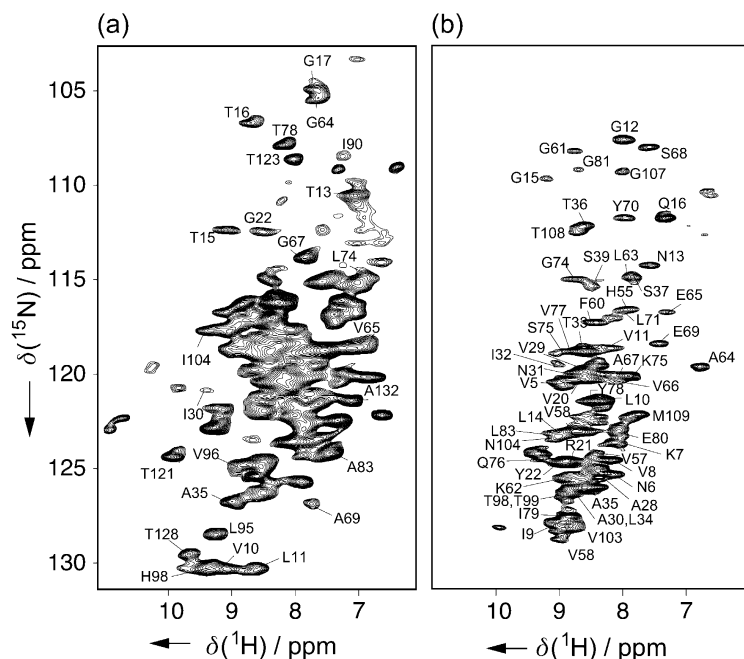 (a)
G17
T16
G64
T78
I90
T123
T13
T15
G22
G67
L74
V65
I104
A132
I30
V96
A83
T121
A35
A69
L95
T128
V10
L11
H98
105
110
115
120
125
130
δ(¹⁵N) / ppm
10
9
8
7
δ(¹H) / ppm
(b)
G12
G61
S68
G81
G107
G15
T36
Y70
Q16
T108
S39
L63
N13
G74
S37
H55
E65
F60
V77
L71
T33
S75
V11
E69
V29
I32
A67
K75
A64
N31
V5
Y78
V66
V20
L10
V58
L14
M109
L83
E80
N104
R21
K7
V57
Q76
Y22
V8
K62
N6
T98,T99
A35
A28
A30,L34
I79
I9
V103
V58
10
9
8
7
δ(¹H) / ppm